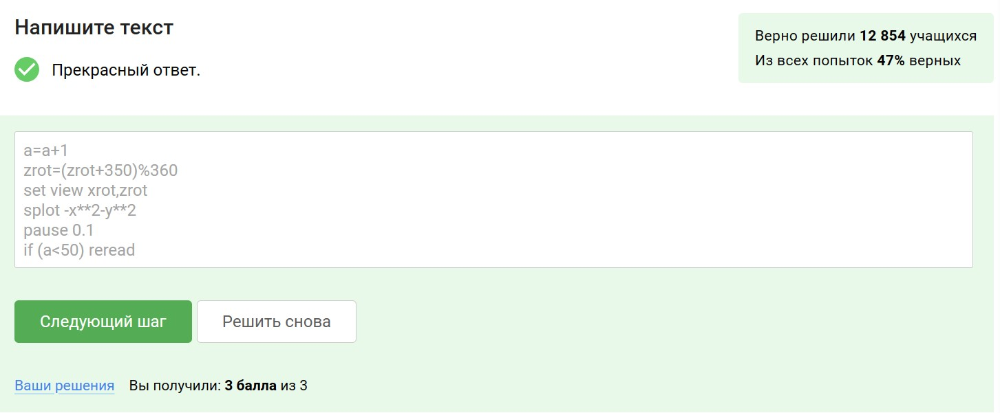 Напишите текст
Прекрасный ответ.
Верно решили 12 854 учащихся
Из всех попыток 47% верных
a=a+1
zrot=(zrot+350)%360
set view xrot,zrot
splot -x**2-y**2
pause 0.1
if (a<50) reread
Следующий шаг
Решить снова
Ваши решения Вы получили: 3 балла из 3